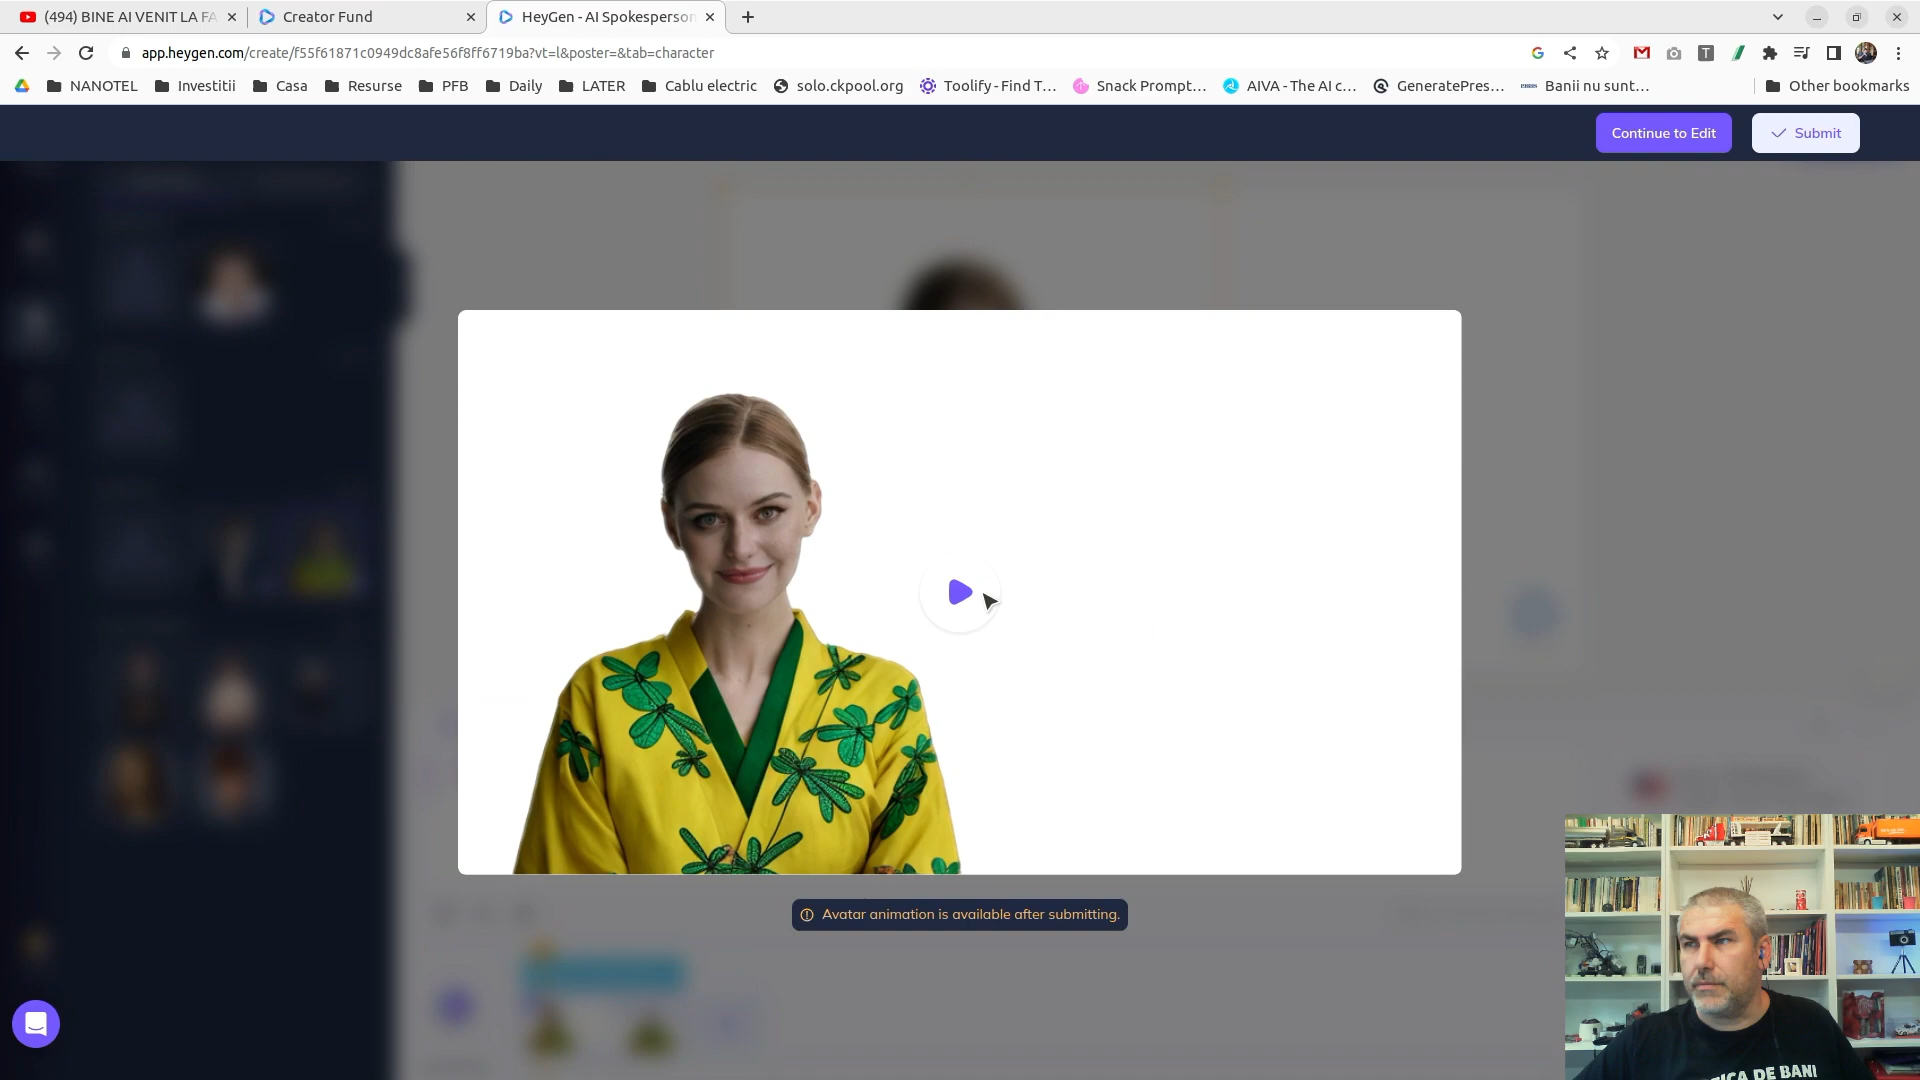 (494) BINE AI VENIT LA FA
Creator Fund
HeyGen - AI Spokesperson
app.heygen.com/create/f55f61871c0949dc8afe56f8ff6719ba?vt=l&poster=&tab=character
NANOTEL
Investitii
Casa
Resurse
PFB
Daily
LATER
Cablu electric
solo.ckpool.org
Toolify - Find T…
Snack Prompt…
AIVA - The AI c…
GeneratePres…
Banii nu sunt…
Other bookmarks
Continue to Edit
Submit
Avatar animation is available after submitting.
DE BANI